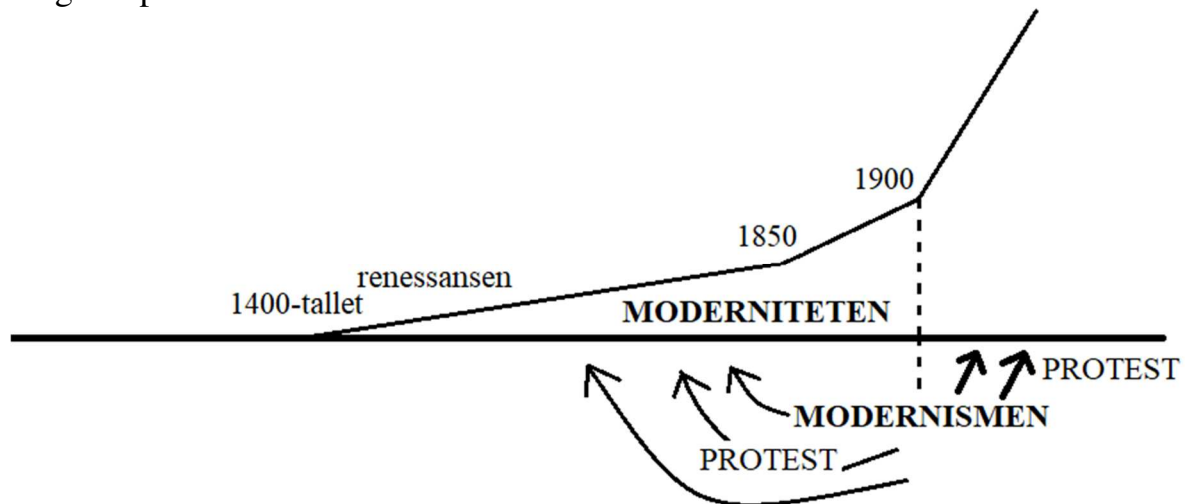 1900
1850
renessansen
1400-tallet
MODERNITETEN
PROTEST
MODERNISMEN
PROTEST